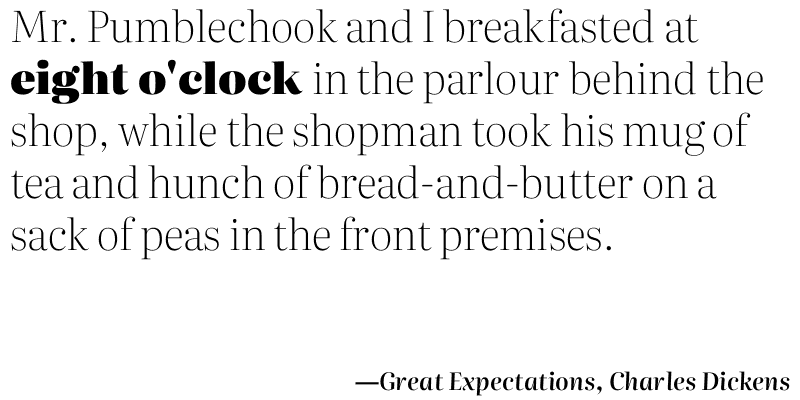 Mr. Pumblechook and I breakfasted at
eight o'clock in the parlour behind the
shop, while the shopman took his mug of
tea and hunch of bread-and-butter on a
sack of peas in the front premises.
—Great Expectations, Charles Dickens